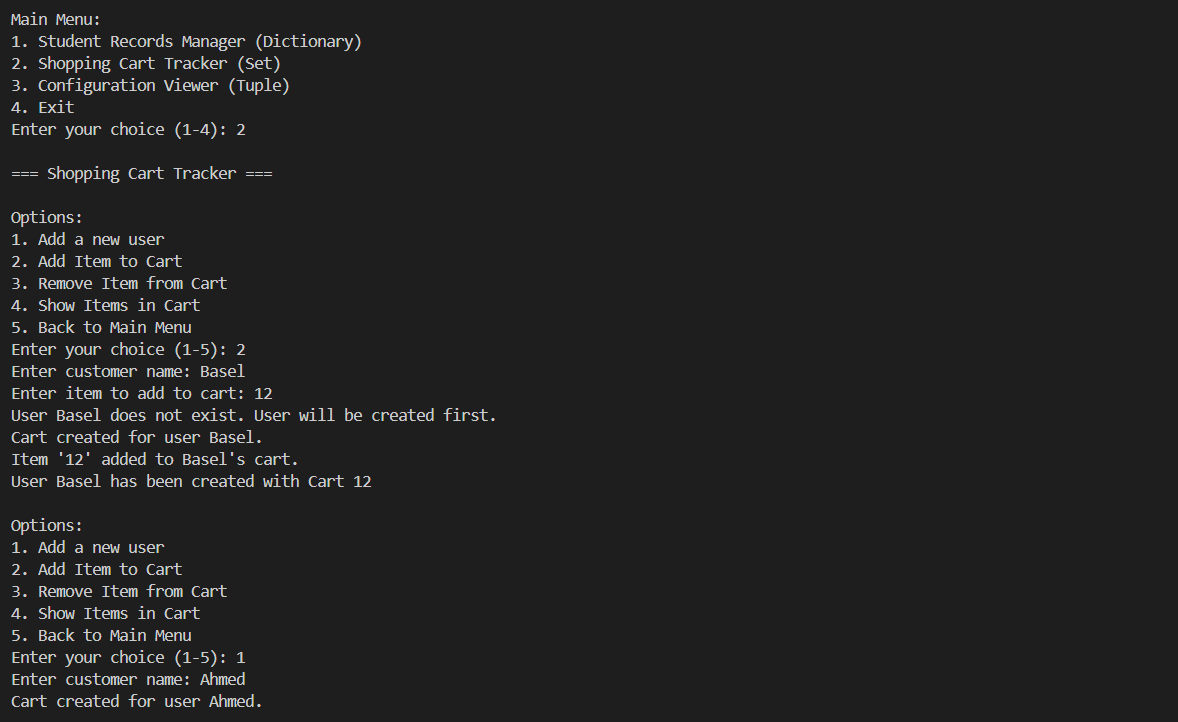 Main Menu:
1. Student Records Manager (Dictionary)
2. Shopping Cart Tracker (Set)
3. Configuration Viewer (Tuple)
4. Exit
Enter your choice (1-4): 2
=== Shopping Cart Tracker ===
Options:
1. Add a new user
2. Add Item to Cart
3. Remove Item from Cart
4. Show Items in Cart
5. Back to Main Menu
Enter your choice (1-5): 2
Enter customer name: Basel
Enter item to add to cart: 12
User Basel does not exist. User will be created first.
Cart created for user Basel.
Item '12' added to Basel's cart.
User Basel has been created with Cart 12
Options:
1. Add a new user
2. Add Item to Cart
3. Remove Item from Cart
4. Show Items in Cart
5. Back to Main Menu
Enter your choice (1-5): 1
Enter customer name: Ahmed
Cart created for user Ahmed.